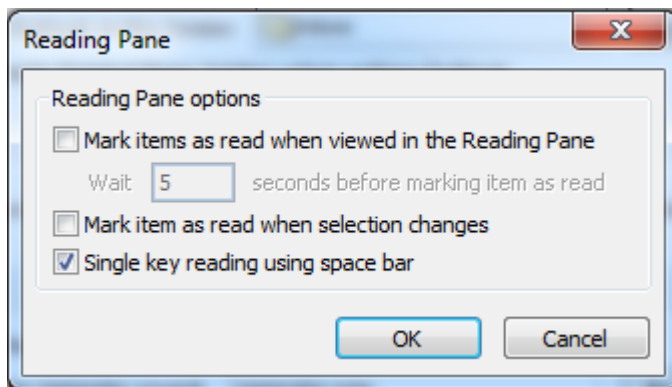 Reading Pane
Reading Pane options
Mark items as read when viewed in the Reading Pane
Wait 5 seconds before marking item as read
Mark item as read when selection changes
Single key reading using space bar
OK Cancel